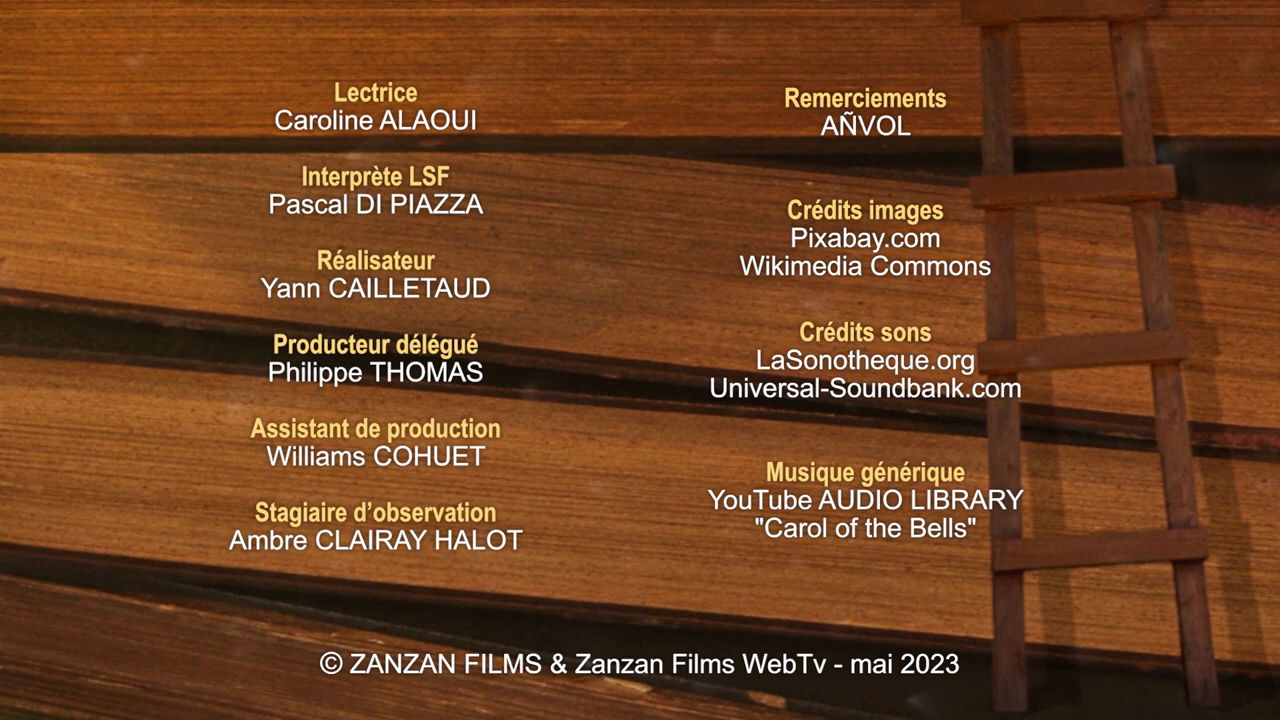 Lectrice
Caroline ALAOUI
Interprète LSF
Pascal DI PIAZZA
Réalisateur
Yann CAILLETAUD
Producteur délégué
Philippe THOMAS
Assistant de production
Williams COHUET
Stagiaire d’observation
Ambre CLAIRAY HALOT
Remerciements
AÑVOL
Crédits images
Pixabay.com
Wikimedia Commons
Crédits sons
LaSonotheque.org
Universal-Soundbank.com
Musique générique
YouTube AUDIO LIBRARY
"Carol of the Bells"
© ZANZAN FILMS & Zanzan Films WebTv - mai 2023